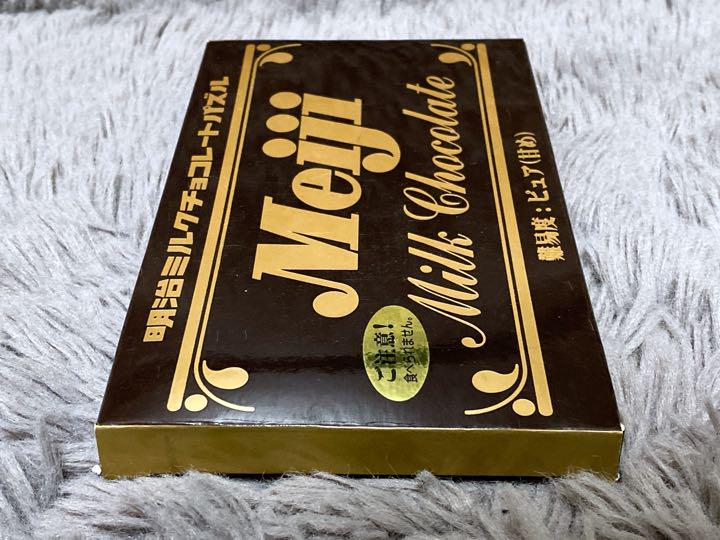 明治ミルクチョコレートパズル
Meiji
Milk Chocolate
ご注意!
食べられません。
難易度:ピュア(甘め)